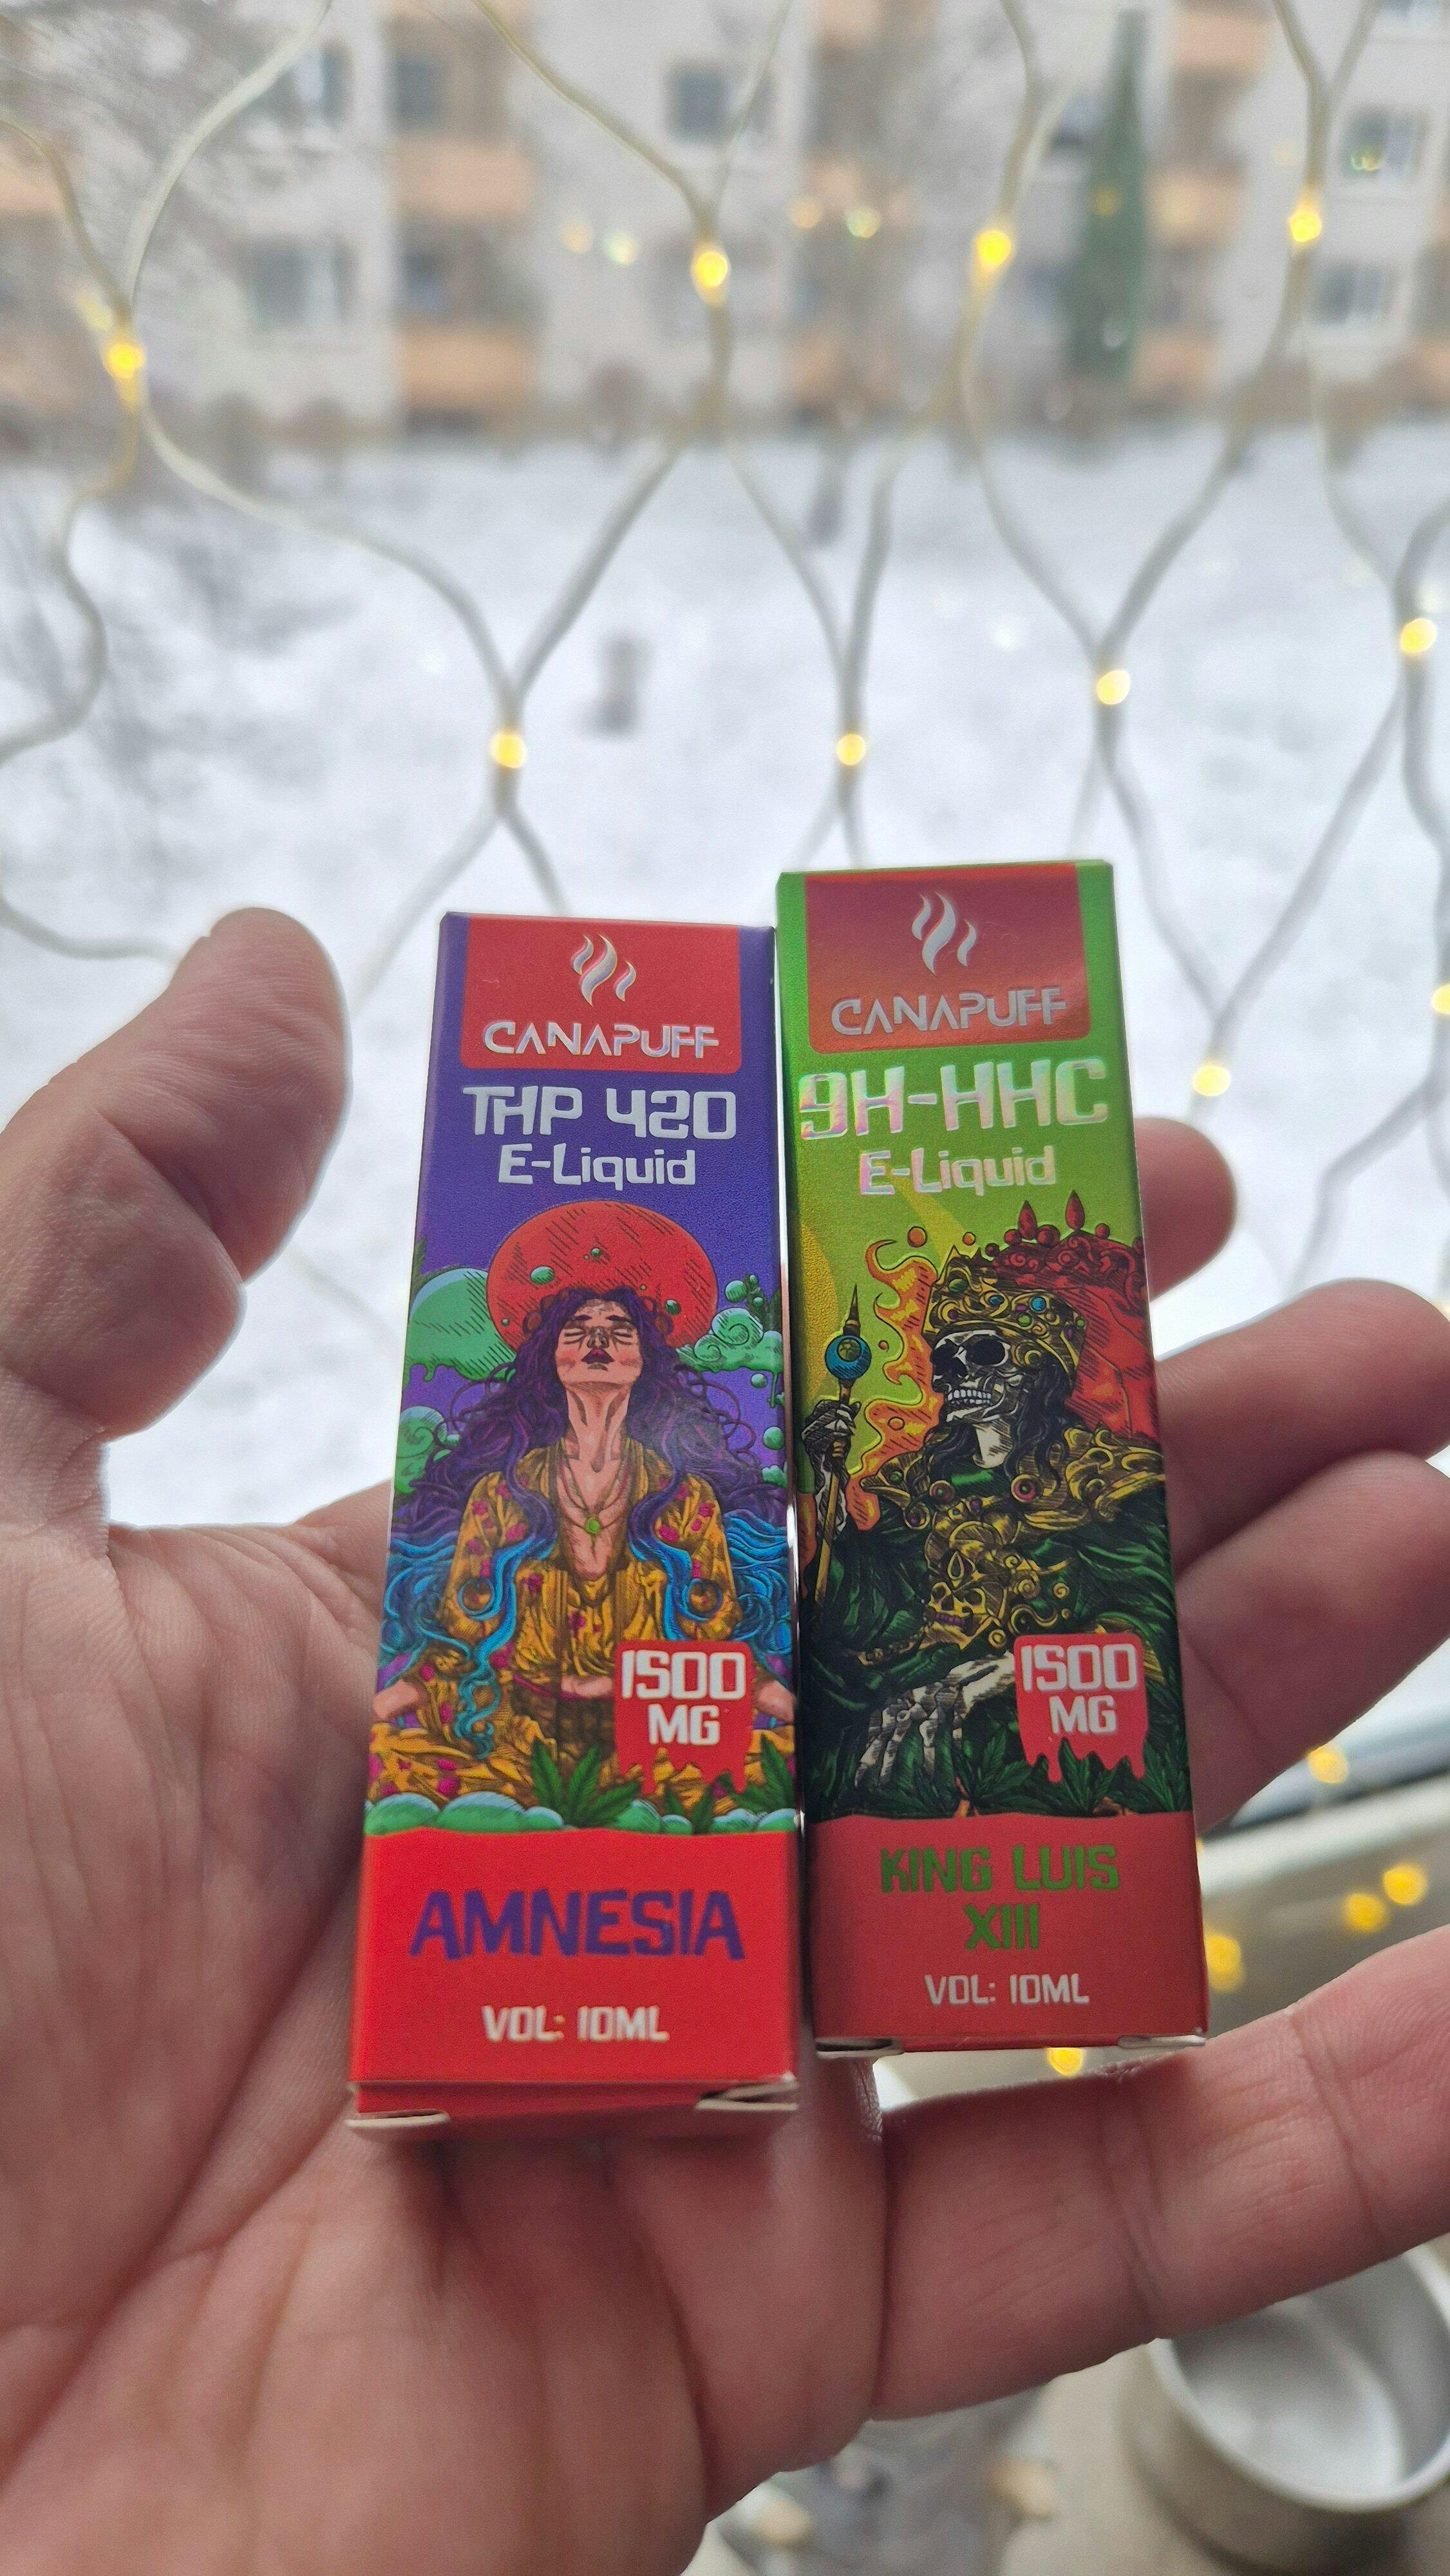 CANAPUFF
THP 420
E-Liquid
1500
MG
AMNESIA
VOL: 10ML
CANAPUFF
9H-HHC
E-Liquid
1500
MG
KING LUIS
XIII
VOL: 10ML